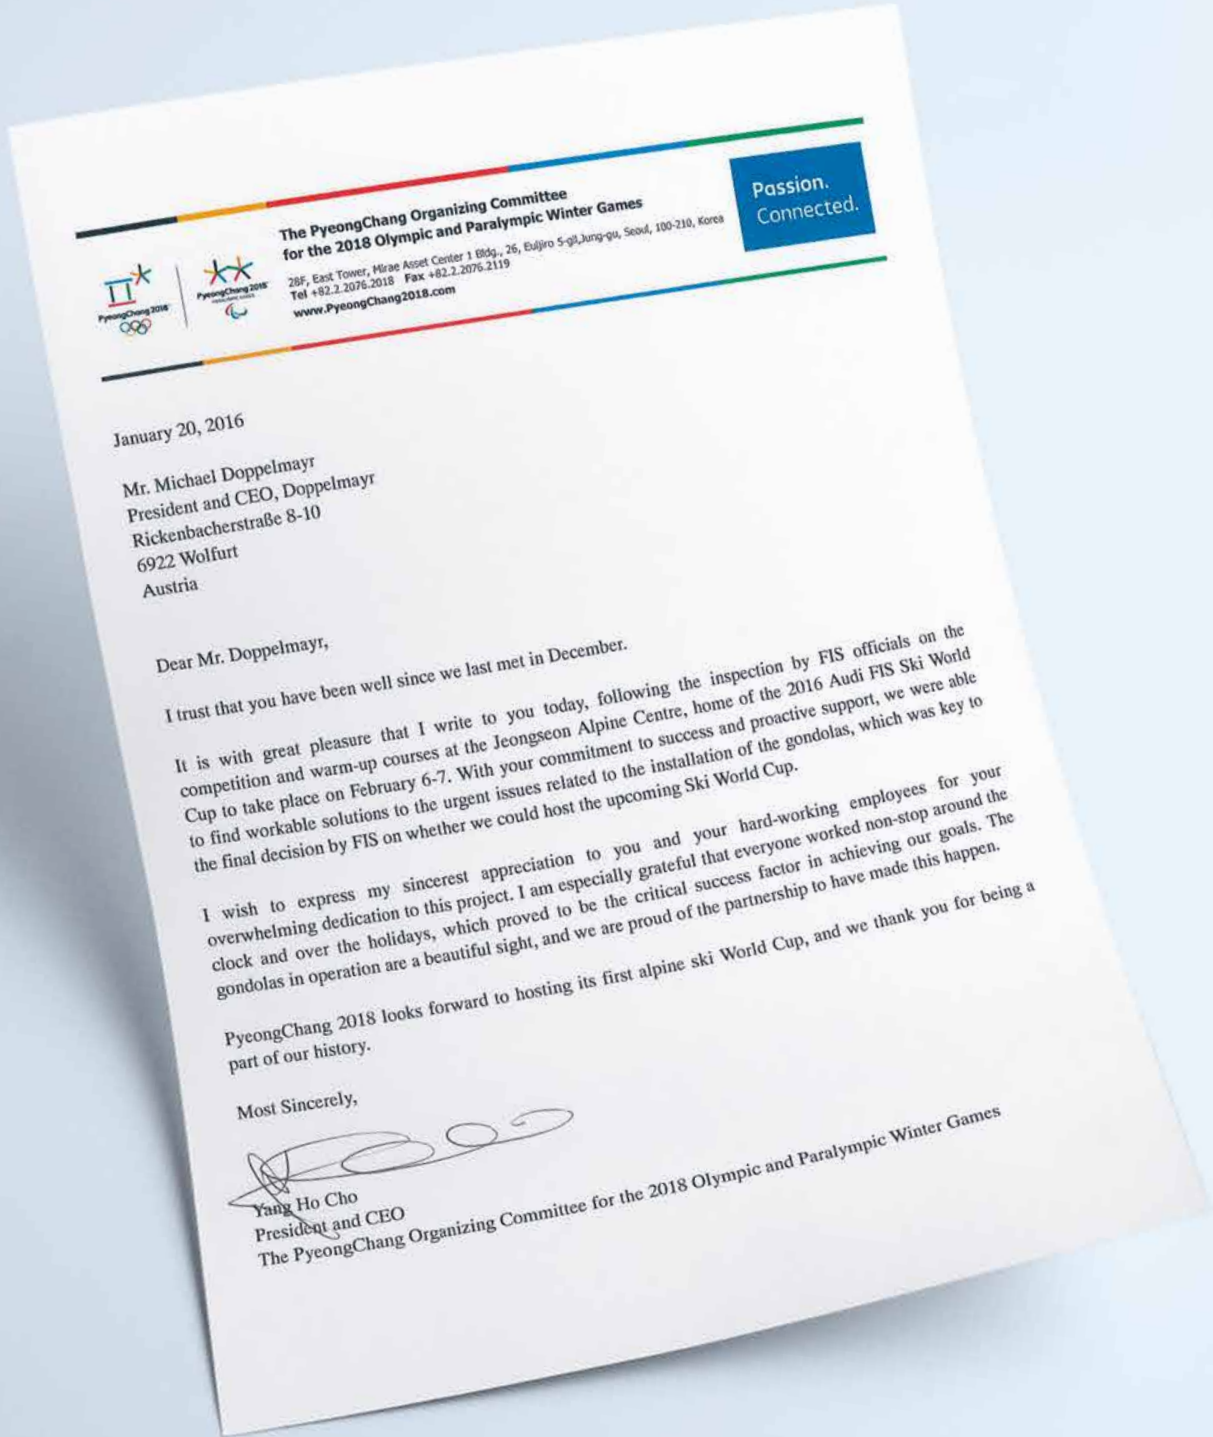 The PyeongChang Organizing Committee
for the 2018 Olympic and Paralympic Winter Games
28F, East Tower, Mirae Asset Center 1 Bldg., 26, Euljiro 5-gil,Jung-gu, Seoul, 100-210, Korea
Tel +82.2.2076.2018 Fax +82.2.2076.2119
www.PyeongChang2018.com
PyeongChang 2018
PyeongChang 2018
PARALYMPIC GAMES
Passion.
Connected.
January 20, 2016
Mr. Michael Doppelmayr
President and CEO, Doppelmayr
Rickenbacherstraße 8-10
6922 Wolfurt
Austria
Dear Mr. Doppelmayr,
I trust that you have been well since we last met in December.
It is with great pleasure that I write to you today, following the inspection by FIS officials on the
competition and warm-up courses at the Jeongseon Alpine Centre, home of the 2016 Audi FIS Ski World
Cup to take place on February 6-7. With your commitment to success and proactive support, we were able
to find workable solutions to the urgent issues related to the installation of the gondolas, which was key to
the final decision by FIS on whether we could host the upcoming Ski World Cup.
I wish to express my sincerest appreciation to you and your hard-working employees for your
overwhelming dedication to this project. I am especially grateful that everyone worked non-stop around the
clock and over the holidays, which proved to be the critical success factor in achieving our goals. The
gondolas in operation are a beautiful sight, and we are proud of the partnership to have made this happen.
PyeongChang 2018 looks forward to hosting its first alpine ski World Cup, and we thank you for being a
part of our history.
Most Sincerely,
Yang Ho Cho
President and CEO
The PyeongChang Organizing Committee for the 2018 Olympic and Paralympic Winter Games